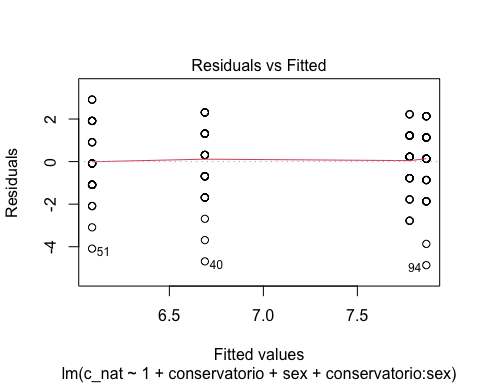 Residuals vs Fitted
Residuals
2
0
-2
-4
51
40
94
6.5 7.0 7.5
Fitted values
lm(c_nat ~ 1 + conservatorio + sex + conservatorio:sex)